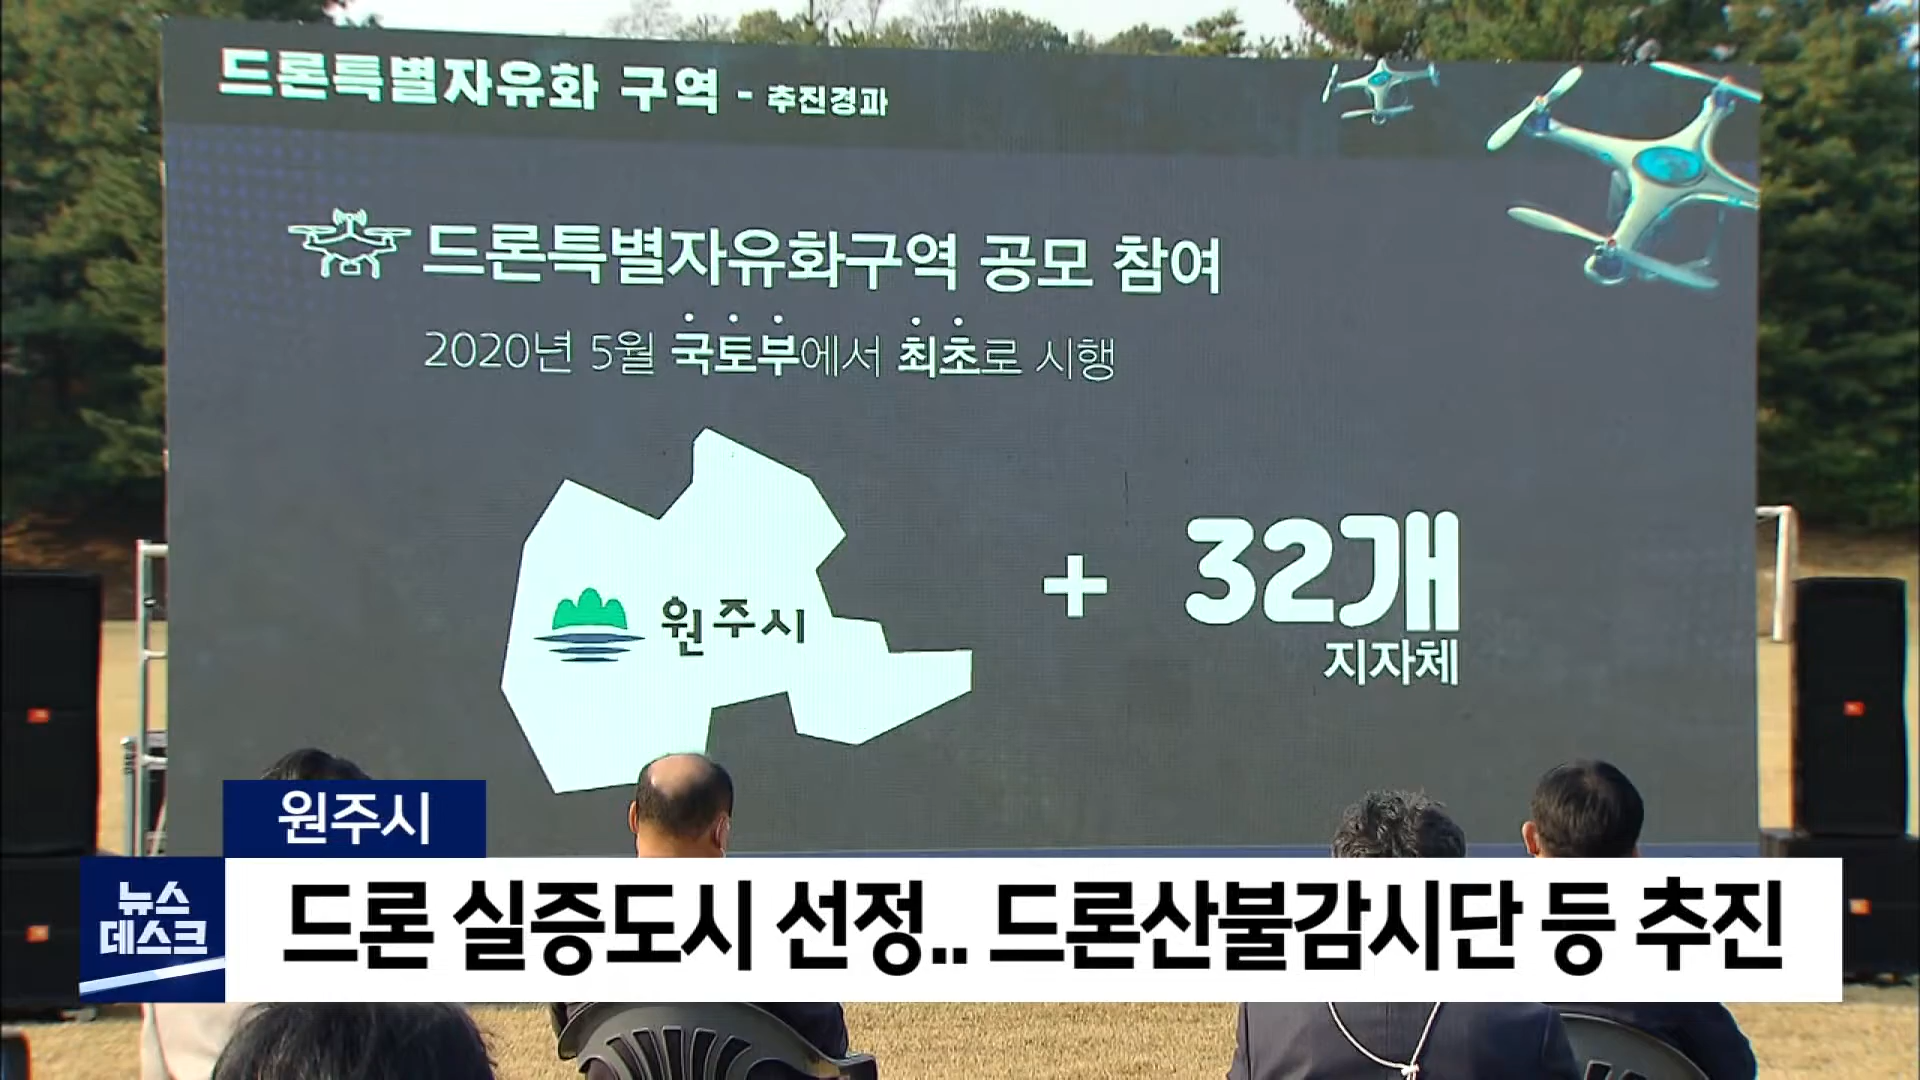 드론특별자유화 구역 - 추진경과
드론특별자유화구역 공모 참여
2020년 5월 국토부에서 최초로 시행
원주시
+ 32개
지자체
원주시
뉴스
데스크
드론 실증도시 선정.. 드론산불감시단 등 추진